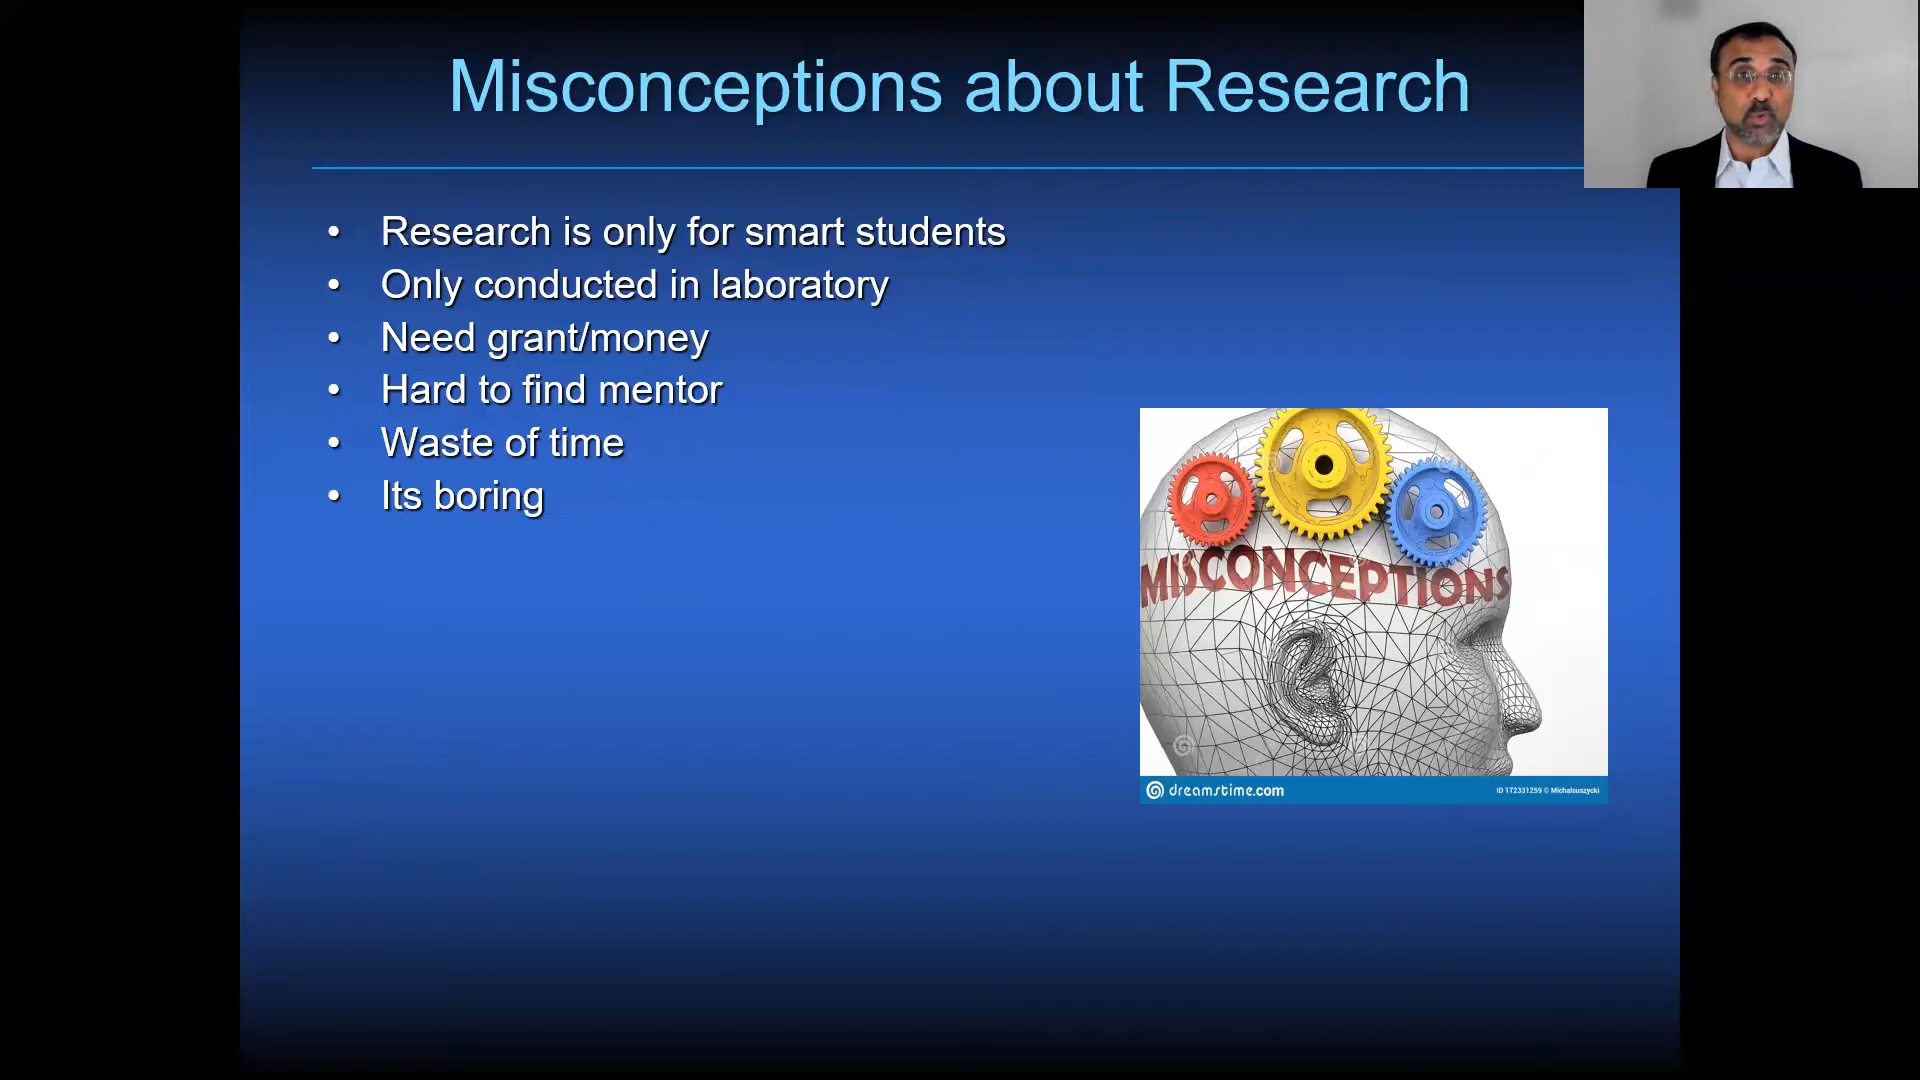 Misconceptions about Research
• Research is only for smart students
• Only conducted in laboratory
• Need grant/money
• Hard to find mentor
• Waste of time
• Its boring
MISCONCEPTIONS
dreamstime.com
ID 172331259 © Michalsuszycki